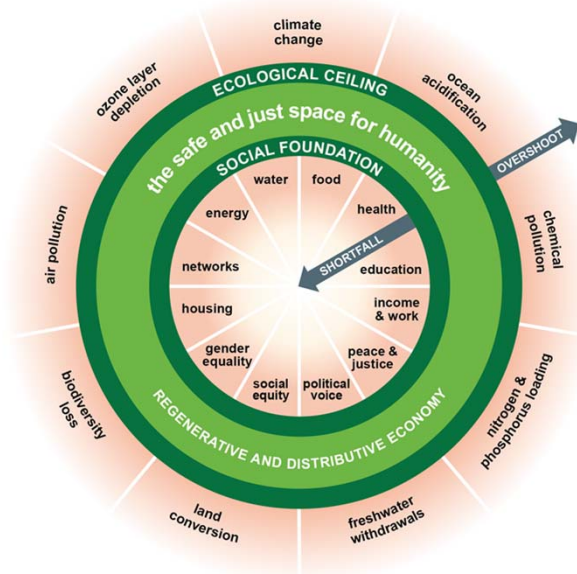 climate
change
ozone layer
depletion
ocean
acidification
ECOLOGICAL CEILING
the safe and just space for humanity
OVERSHOOT
SOCIAL FOUNDATION
water
food
energy
health
SHORTFALL
air pollution
chemical
pollution
networks
education
housing
income
& work
gender
equality
peace &
justice
social
equity
political
voice
biodiversity
loss
nitrogen &
phosphorus loading
REGENERATIVE AND DISTRIBUTIVE ECONOMY
land
conversion
freshwater
withdrawals